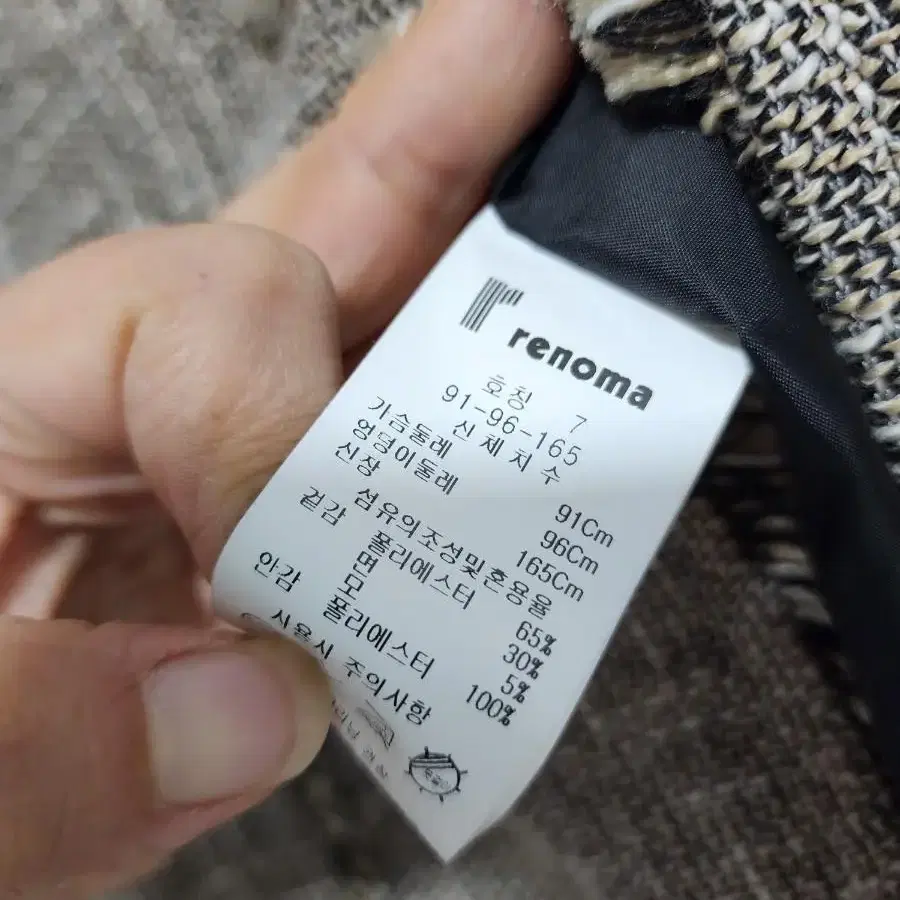 renoma
호칭 7
91-96-165
신체치수
가슴둘레 91Cm
엉덩이둘레 96Cm
신장 165Cm
섬유의조성및혼용율
겉감 폴리에스터 65%
면 30%
모 5%
안감 폴리에스터 100%
사용시 주의사항